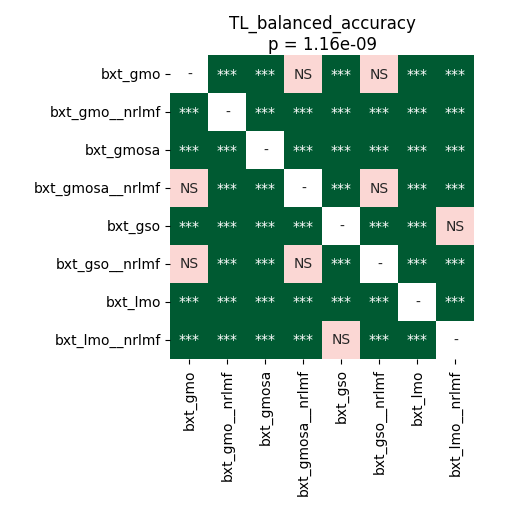 TL_balanced_accuracy
p = 1.16e-09
bxt_gmo - *** *** NS *** NS *** ***
bxt_gmo__nrlmf *** - *** *** *** *** *** ***
bxt_gmosa *** *** - *** *** *** *** ***
bxt_gmosa__nrlmf NS *** *** - *** NS *** ***
bxt_gso *** *** *** *** - *** *** NS
bxt_gso__nrlmf NS *** *** NS *** - *** ***
bxt_lmo *** *** *** *** *** *** - ***
bxt_lmo__nrlmf *** *** *** *** NS *** *** -
bxt_gmo
bxt_gmo__nrlmf
bxt_gmosa
bxt_gmosa__nrlmf
bxt_gso
bxt_gso__nrlmf
bxt_lmo
bxt_lmo__nrlmf